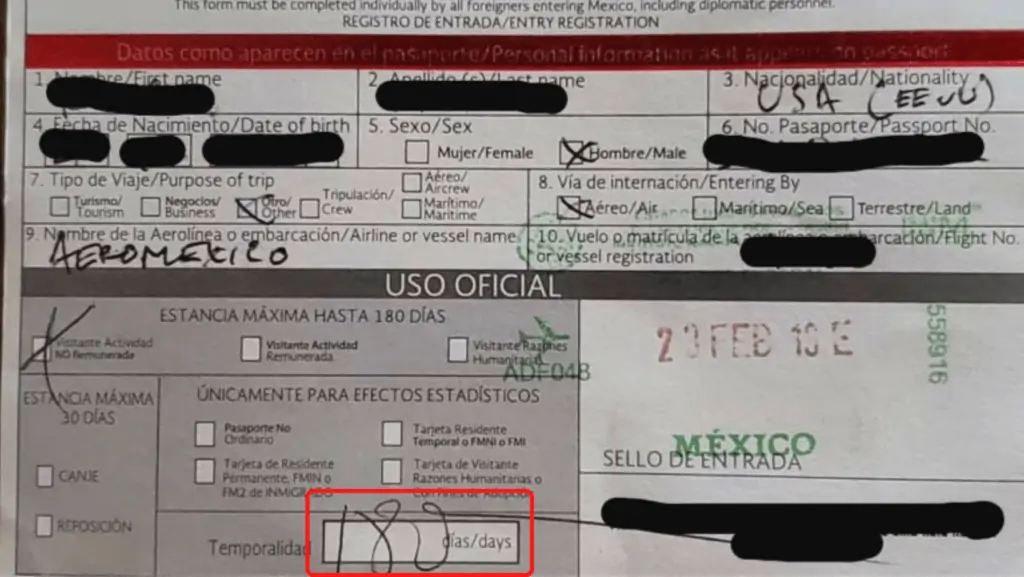 This form must be completed individually by all foreigners entering Mexico, including diplomatic personnel.
REGISTRO DE ENTRADA/ENTRY REGISTRATION
Datos como aparecen en el pasaporte/Personal information as it appears on passport
1. Nombre/First name
2. Apellido (s)/Last name
3. Nacionalidad/Nationality
USA (EEUU)
4. Fecha de Nacimiento/Date of birth
5. Sexo/Sex
Mujer/Female
Hombre/Male
6. No. Pasaporte/Passport No.
7. Tipo de Viaje/Purpose of trip
Turismo/
Tourism
Negocios/
Business
Otro/
Other
Tripulación/
Crew
Aéreo/
Aircrew
Marítimo/
Maritime
8. Vía de internación/Entering By
Aéreo/Air
Marítimo/Sea
Terrestre/Land
9. Nombre de la Aerolínea o embarcación/Airline or vessel name
AEROMEXICO
10. Vuelo o matrícula de la aerolínea o embarcación/Flight No.
or vessel registration
USO OFICIAL
ESTANCIA MÁXIMA HASTA 180 DÍAS
Visitante Actividad
NO Remunerada
Visitante Actividad
Remunerada
Visitante Razones
Humanitarias
ADF04B
558916
MÉXICO
SELLO DE ENTRADA
ESTANCIA MÁXIMA
30 DÍAS
CANJE
REPOSICIÓN
ÚNICAMENTE PARA EFECTOS ESTADÍSTICOS
Pasaporte No
Ordinario
Tarjeta Residente
Temporal o FMNI o FMI
Tarjeta de Residente
Permanente, FMIN o
FM2 de INMIGRADO
Tarjeta de Visitante
Razones Humanitarias o
Con Fines de Adopción
Temporalidad
180
días/days